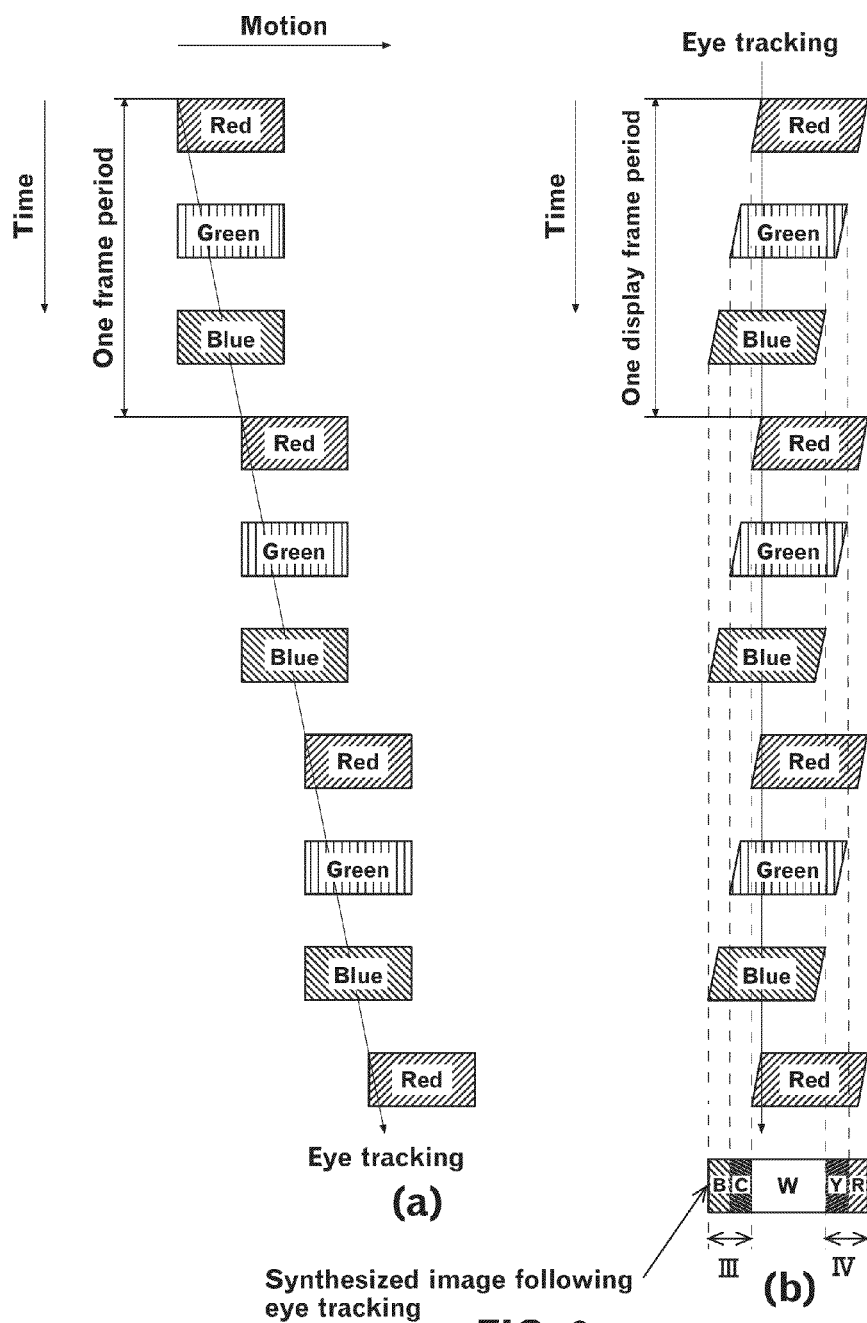 Motion
Time
One frame period
Red
Green
Blue
Red
Green
Blue
Red
Green
Blue
Red
Eye tracking
(a)
Eye tracking
Time
One display frame period
Red
Green
Blue
Red
Green
Blue
Red
Green
Blue
Red
B C W Y R
III IV
(b)
Synthesized image following
eye tracking